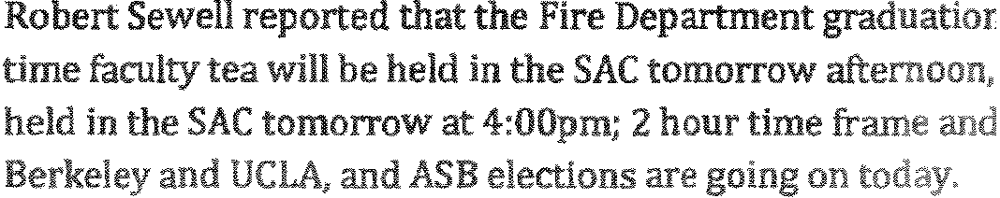 Robert Sewell reported that the Fire Department graduation
time faculty tea will be held in the SAC tomorrow afternoon,
held in the SAC tomorrow at 4:00pm; 2 hour time frame and
Berkeley and UCLA, and ASB elections are going on today.